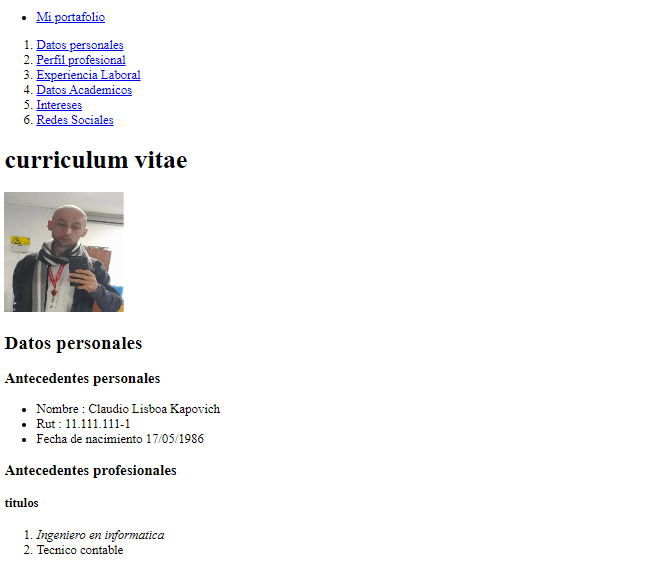 Mi portafolio
1. Datos personales
2. Perfil profesional
3. Experiencia Laboral
4. Datos Academicos
5. Intereses
6. Redes Sociales
curriculum vitae
Datos personales
Antecedentes personales
Nombre : Claudio Lisboa Kapovich
Rut : 11.111.111-1
Fecha de nacimiento 17/05/1986
Antecedentes profesionales
titulos
1. Ingeniero en informatica
2. Tecnico contable